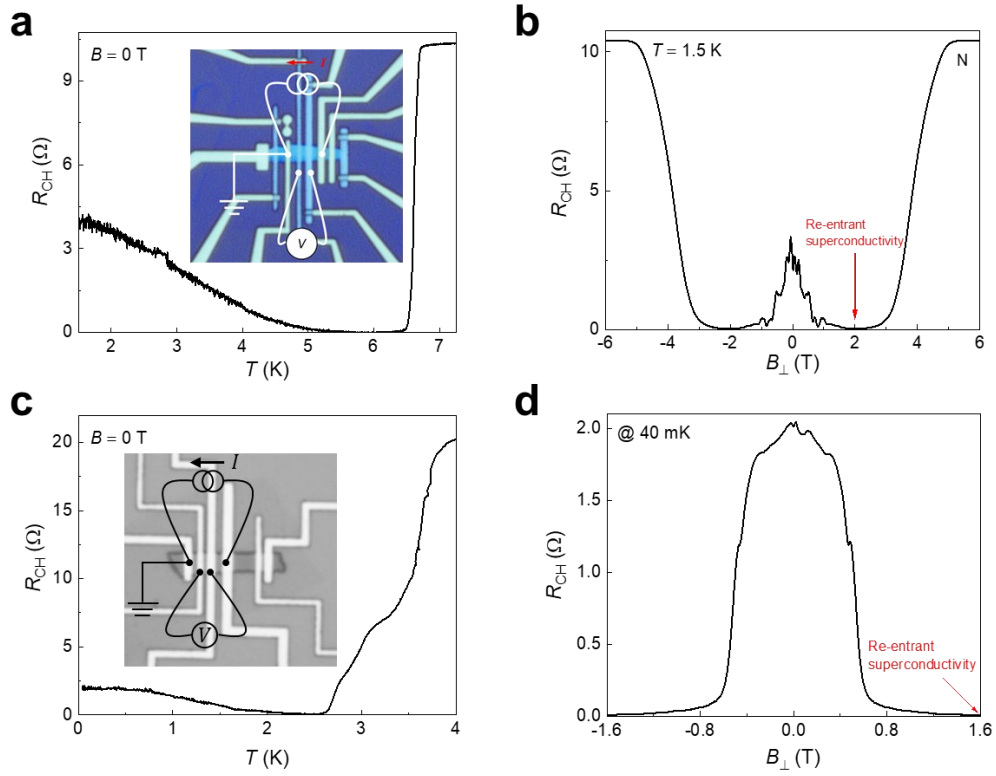 a
B = 0 T
I
V
9
6
3
0
R_CH (Ω)
2
3
4
5
6
7
T (K)
b
T = 1.5 K
N
Re-entrant
superconductivity
10
5
0
R_CH (Ω)
-6
-4
-2
0
2
4
6
B_⊥ (T)
c
B = 0 T
I
V
20
15
10
5
0
R_CH (Ω)
0
1
2
3
4
T (K)
d
@ 40 mK
Re-entrant
superconductivity
2.0
1.5
1.0
0.5
0.0
R_CH (Ω)
-1.6
-0.8
0.0
0.8
1.6
B_⊥ (T)